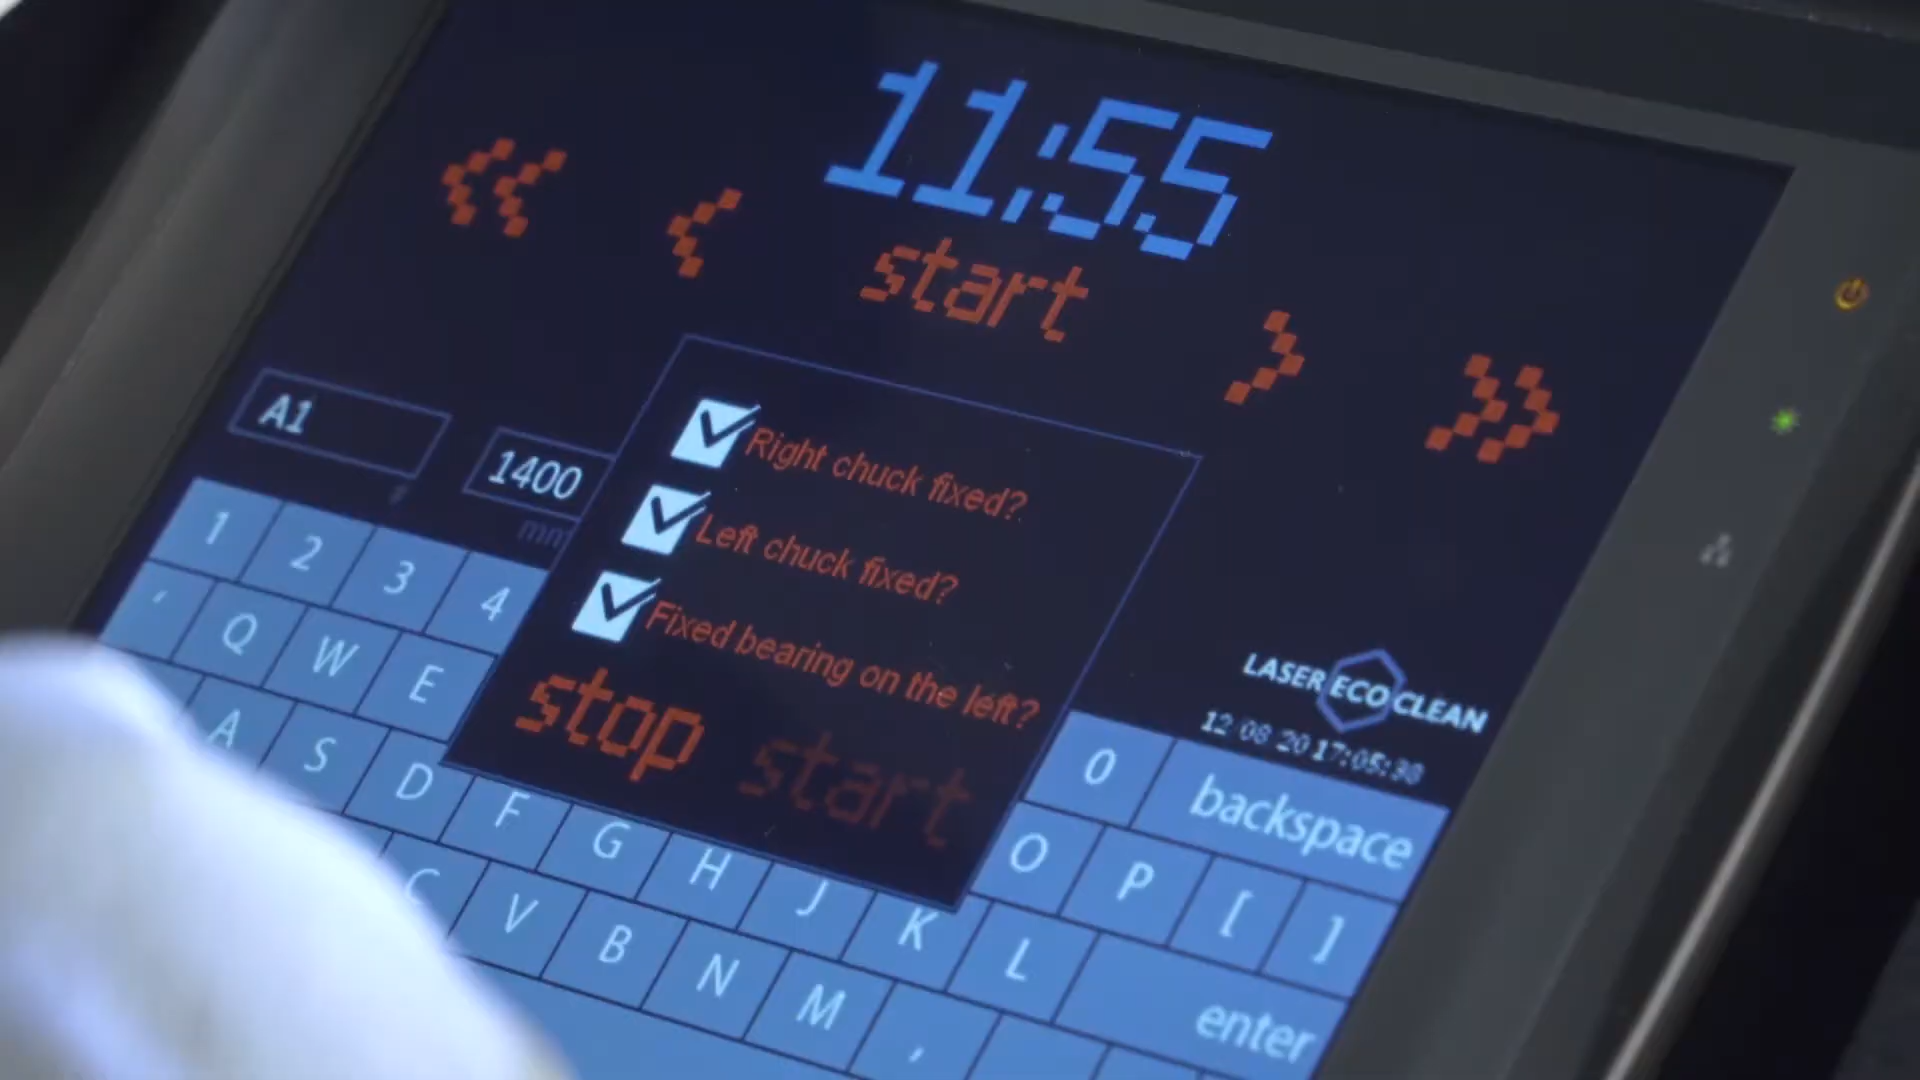 11:55
start
A1
1400
mm
Right chuck fixed?
Left chuck fixed?
Fixed bearing on the left?
stop start
LASER ECO CLEAN
12 08 20 17:05:38
1 2 3 4 0 backspace
Q W E O P [ ]
A S D F G H J K L enter
C V B N M ,